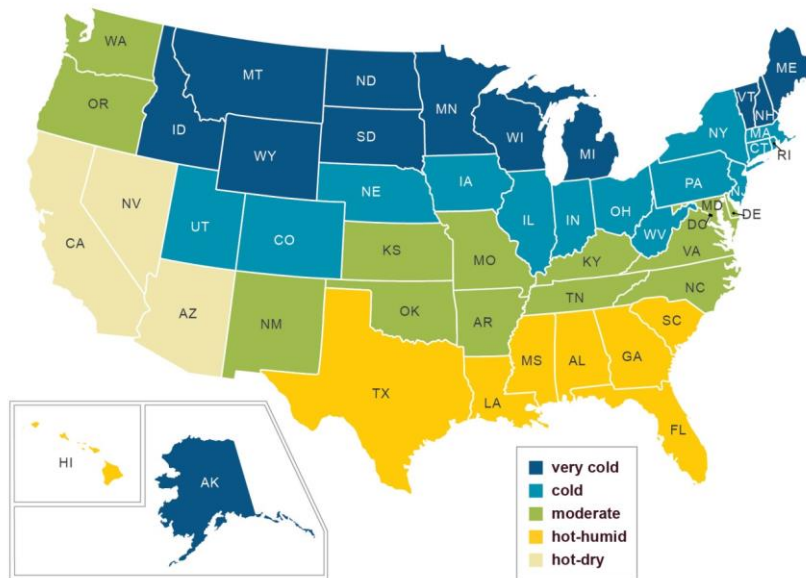 WA
MT
ND
MN
ME
OR
ID
SD
WI
VT
NH
WY
MI
NY
MA
CT
RI
NV
NE
IA
PA
NJ
CA
UT
CO
IL
IN
OH
MD
DE
DC
WV
VA
KS
MO
KY
AZ
NM
OK
AR
TN
NC
SC
TX
MS
AL
GA
LA
FL
HI
AK
very cold
cold
moderate
hot-humid
hot-dry